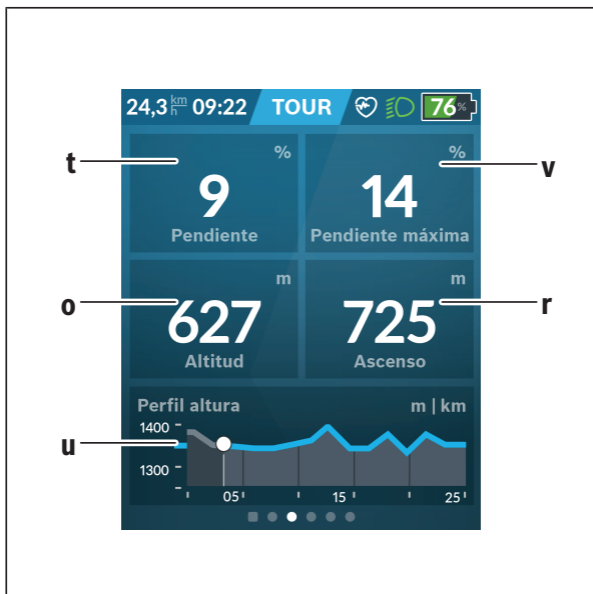 24,3 km/h 09:22 TOUR 76%
t % % v
9 14
Pendiente Pendiente máxima
o m m r
627 725
Altitud Ascenso
Perfil altura m | km
1400
u
1300
05 15 25